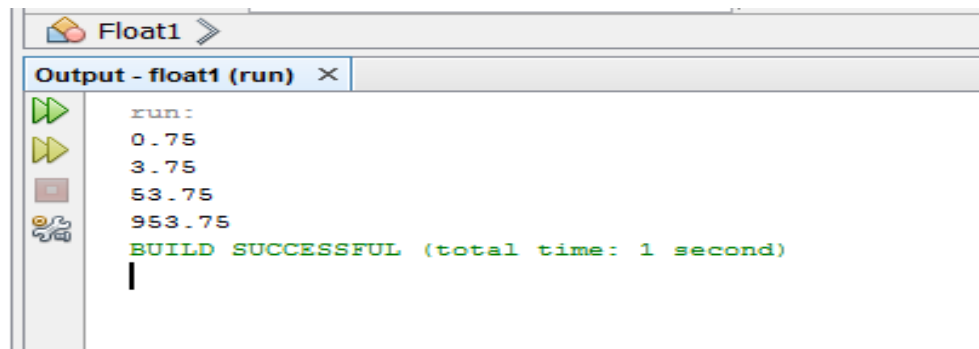 Float1
Output - float1 (run) ×
run:
0.75
3.75
53.75
953.75
BUILD SUCCESSFUL (total time: 1 second)